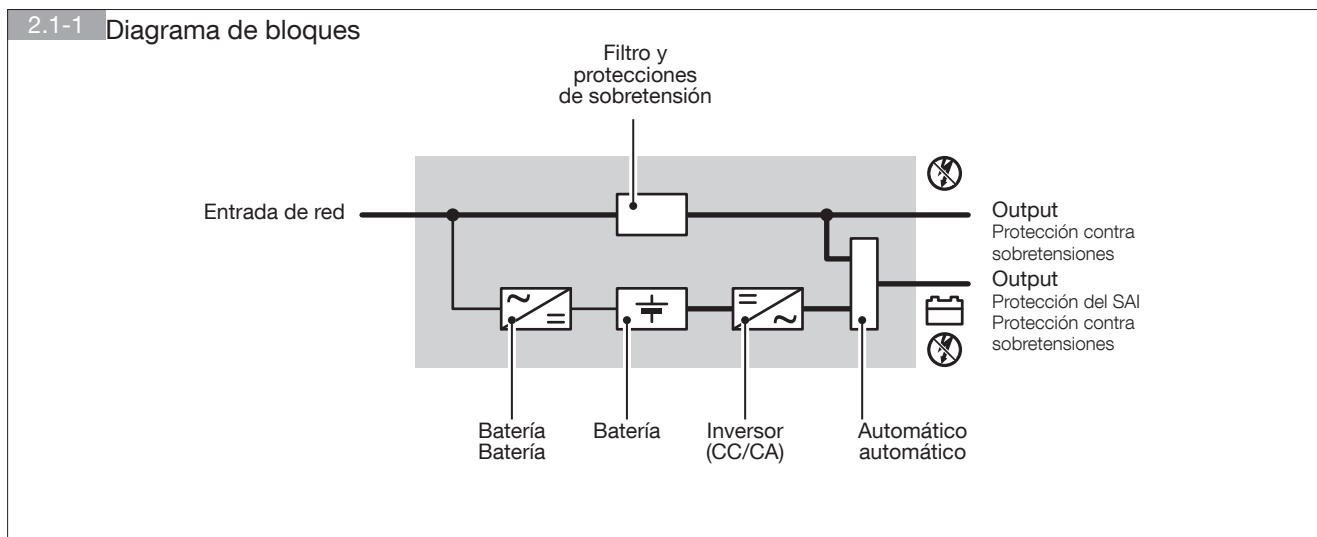 2.1-1 Diagrama de bloques
Filtro y
protecciones
de sobretensión
Entrada de red
Output
Protección contra
sobretensiones
Output
Protección del SAI
Protección contra
sobretensiones
Batería
Batería
Batería
Inversor
(CC/CA)
Automático
automático